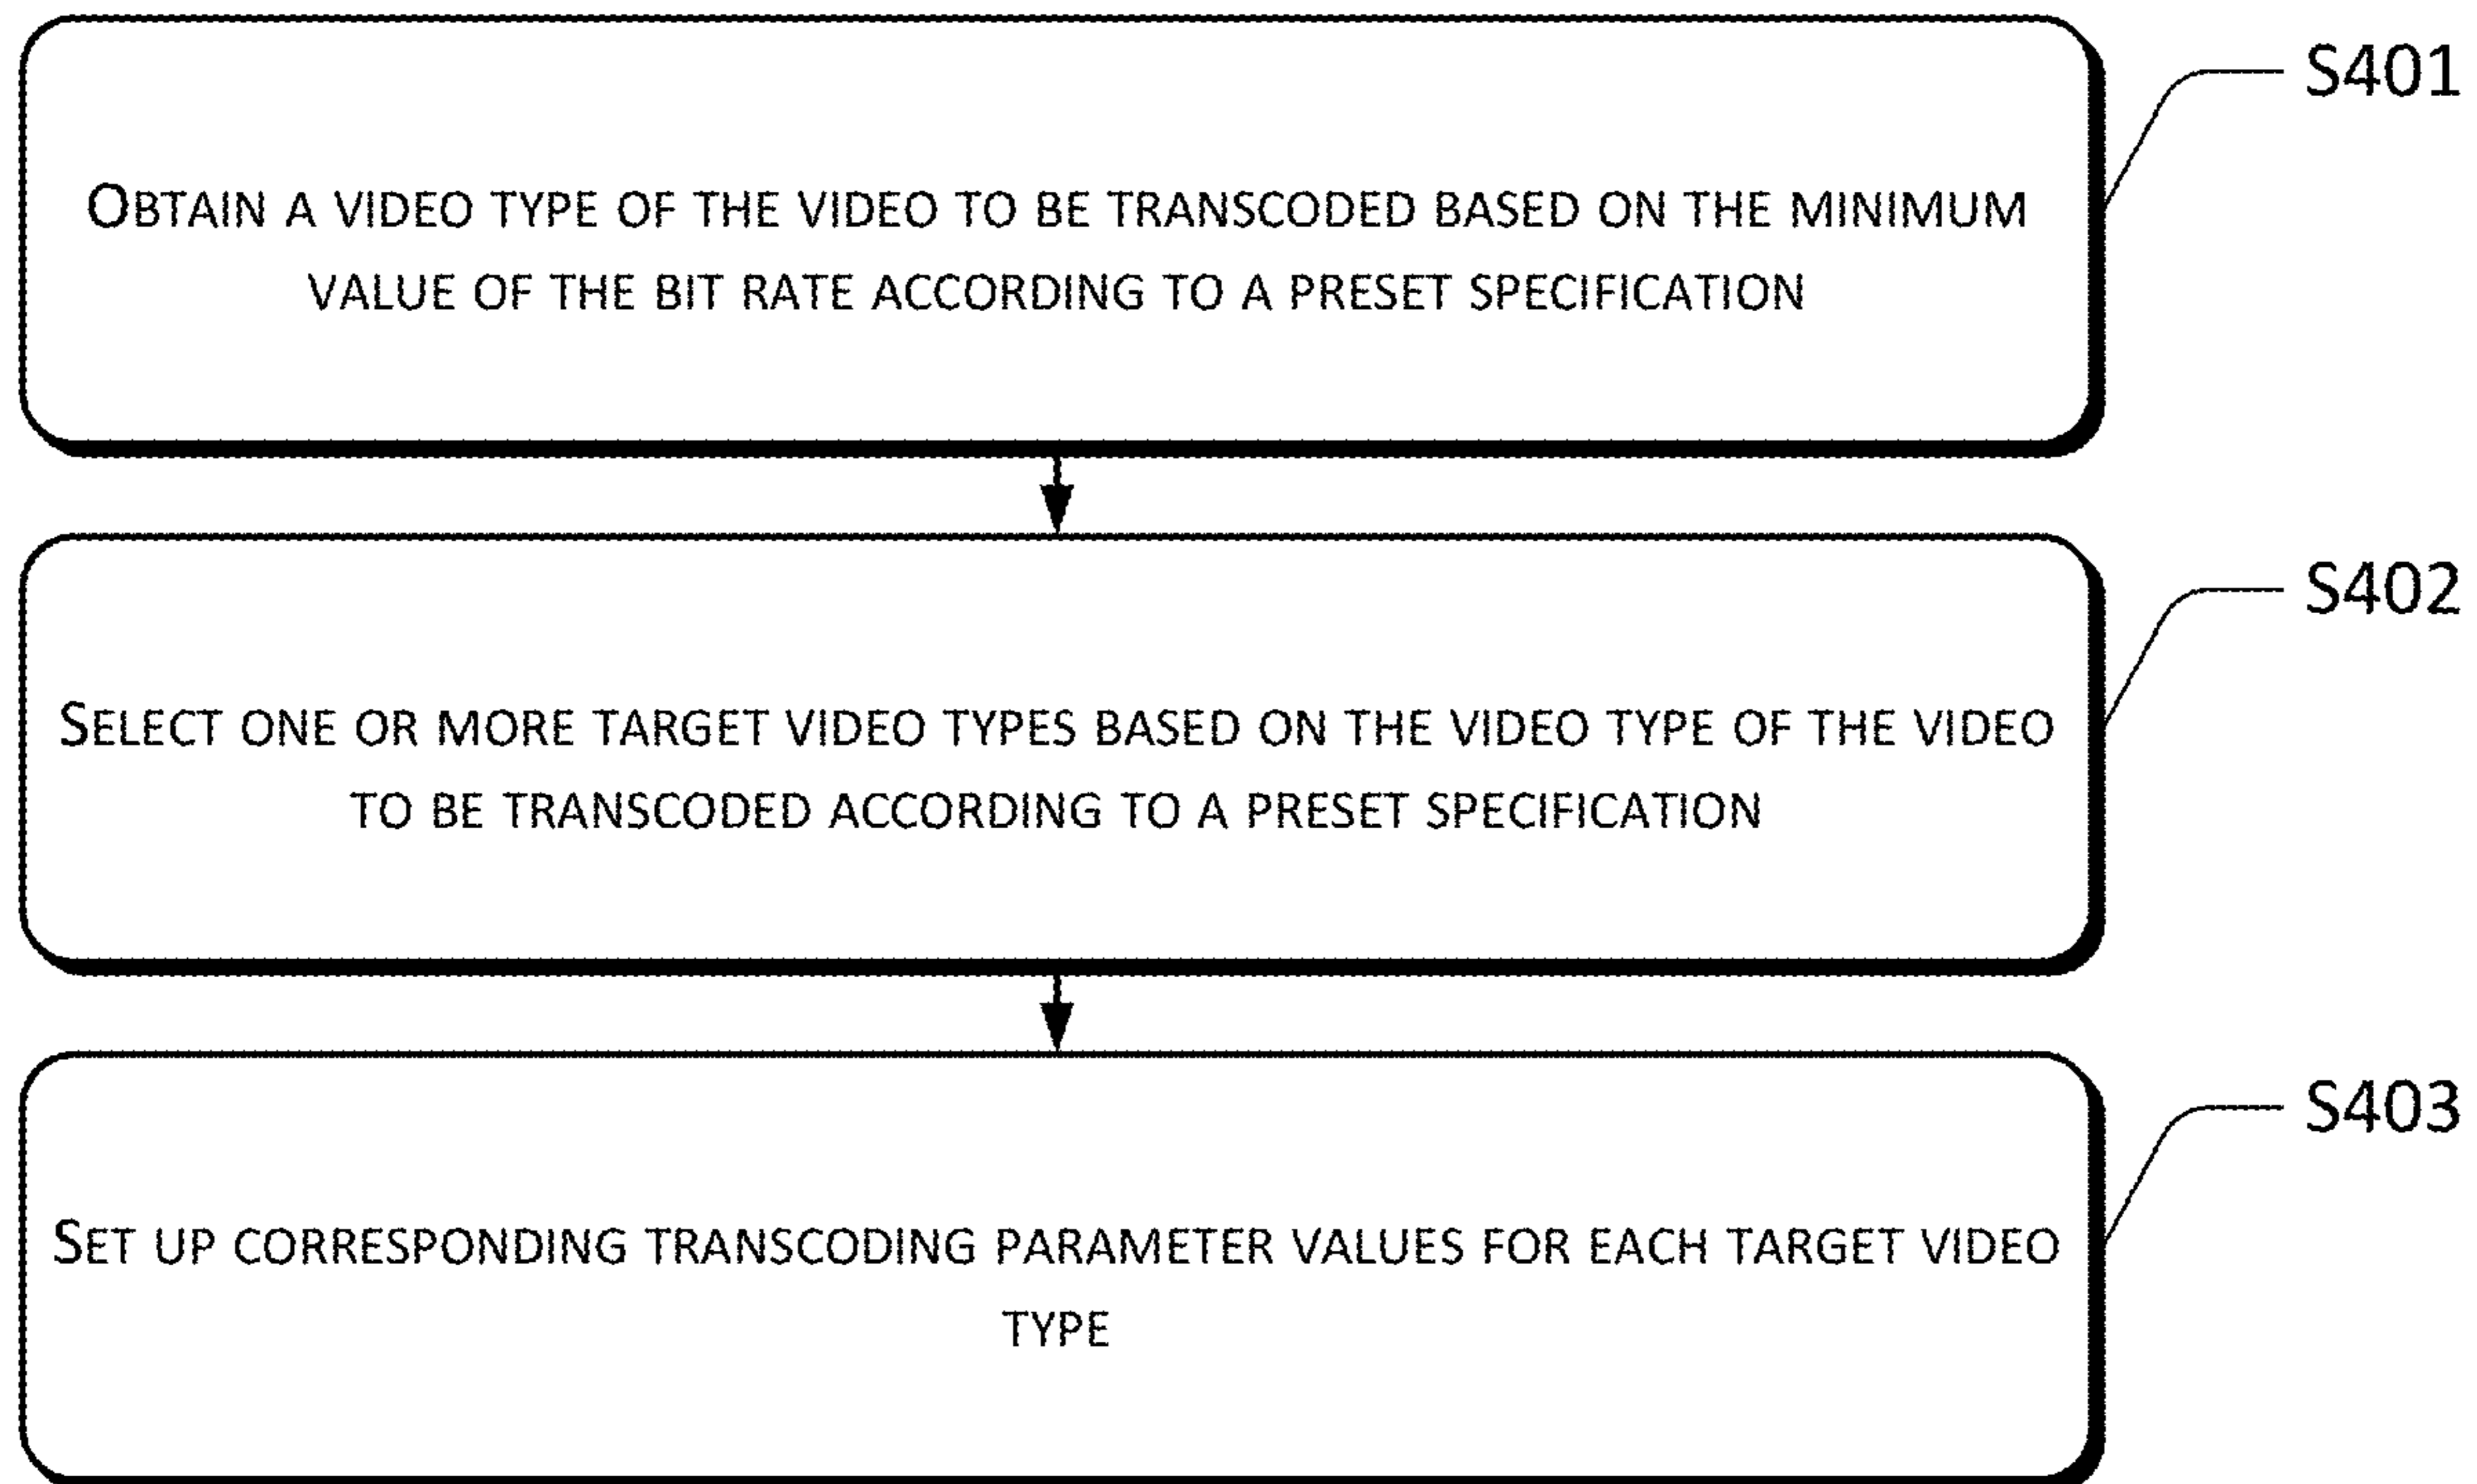 OBTAIN A VIDEO TYPE OF THE VIDEO TO BE TRANSCODED BASED ON THE MINIMUM
VALUE OF THE BIT RATE ACCORDING TO A PRESET SPECIFICATION
S401
SELECT ONE OR MORE TARGET VIDEO TYPES BASED ON THE VIDEO TYPE OF THE VIDEO
TO BE TRANSCODED ACCORDING TO A PRESET SPECIFICATION
S402
SET UP CORRESPONDING TRANSCODING PARAMETER VALUES FOR EACH TARGET VIDEO
TYPE
S403